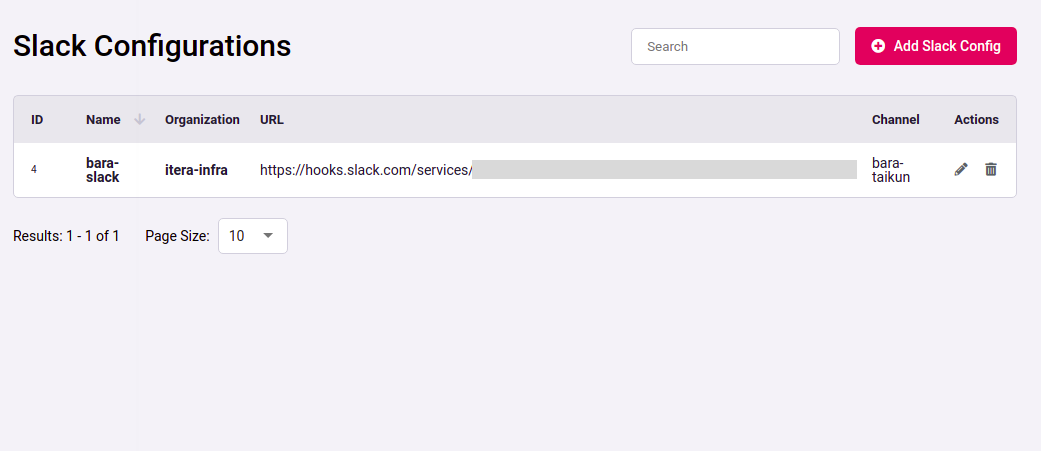 Slack Configurations
Search
Add Slack Config
ID Name Organization URL Channel Actions
4 bara-slack itera-infra https://hooks.slack.com/services/ bara-taikun
Results: 1 - 1 of 1 Page Size: 10